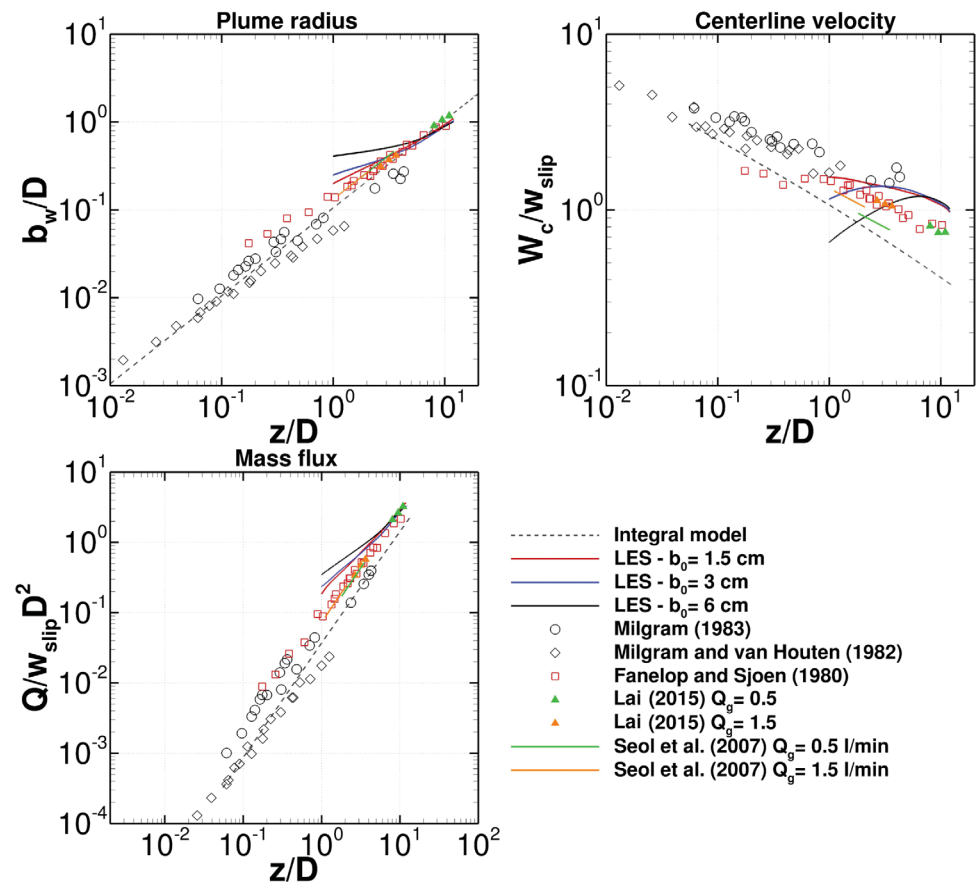 Plume radius
b_w/D
10^1
10^0
10^-1
10^-2
10^-3
10^-2 10^-1 10^0 10^1
z/D
Centerline velocity
W_c/w_slip
10^1
10^0
10^-1
10^-2 10^-1 10^0 10^1
z/D
Mass flux
Q/w_slip D^2
10^1
10^0
10^-1
10^-2
10^-3
10^-4
10^-2 10^-1 10^0 10^1 10^2
z/D
Integral model
LES - b_0= 1.5 cm
LES - b_0= 3 cm
LES - b_0= 6 cm
Milgram (1983)
Milgram and van Houten (1982)
Fanelop and Sjoen (1980)
Lai (2015) Q_g= 0.5
Lai (2015) Q_g= 1.5
Seol et al. (2007) Q_g= 0.5 l/min
Seol et al. (2007) Q_g= 1.5 l/min